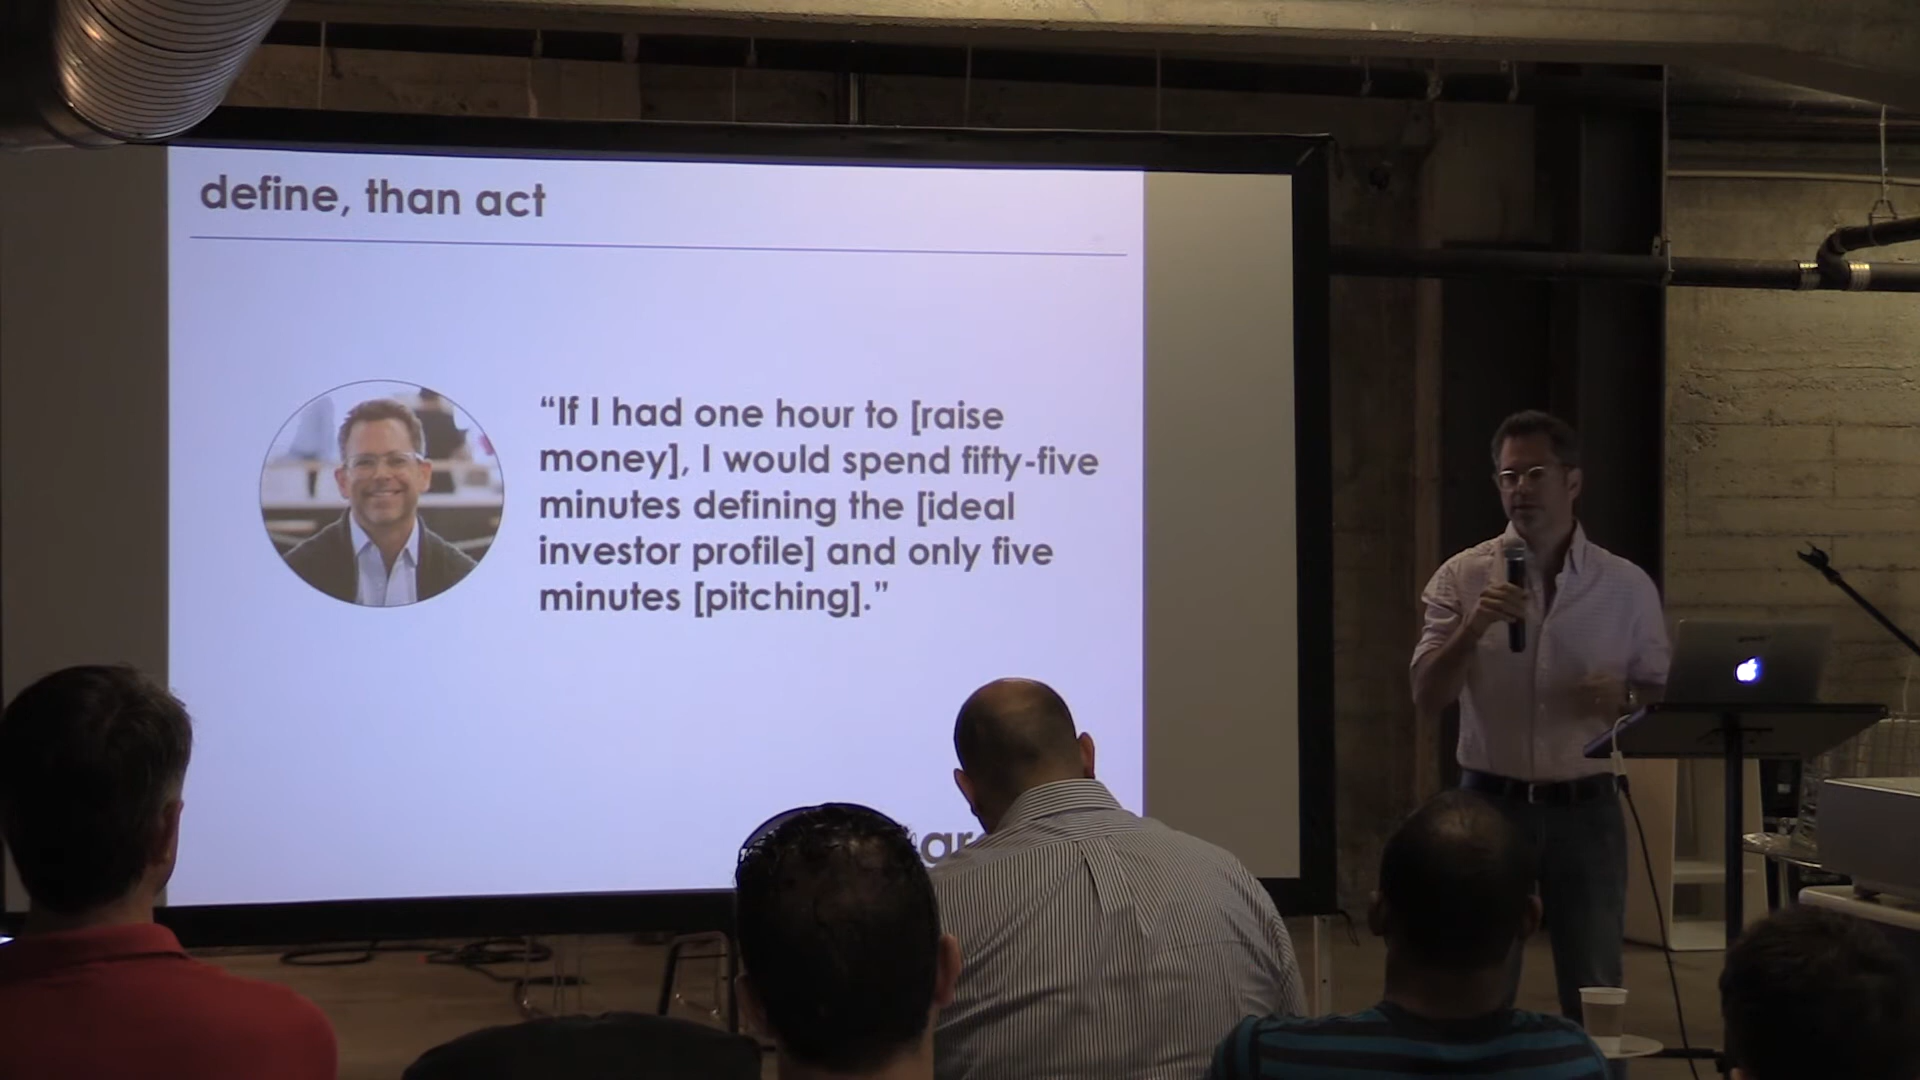 define, than act
“If I had one hour to [raise
money], I would spend fifty-five
minutes defining the [ideal
investor profile] and only five
minutes [pitching].”